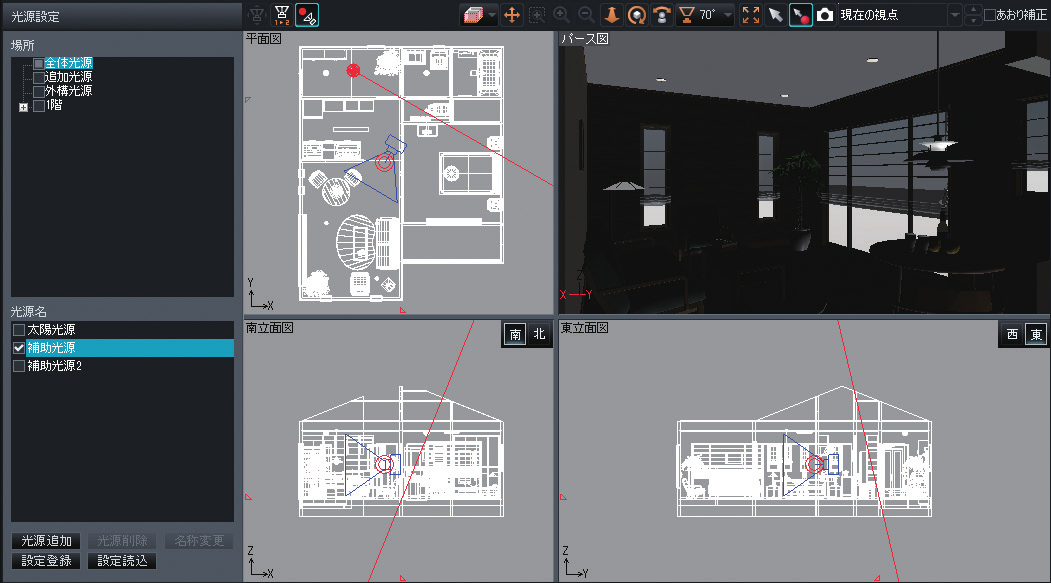 光源設定
70°
現在の視点
あおり補正
場所
全体光源
追加光源
外構光源
1階
光源名
太陽光源
補助光源
補助光源2
光源追加
光源削除
名称変更
設定登録
設定読込
平面図
Y
X
パース図
X
Y
南立面図
南
北
Z
X
東立面図
西
東
Z
Y